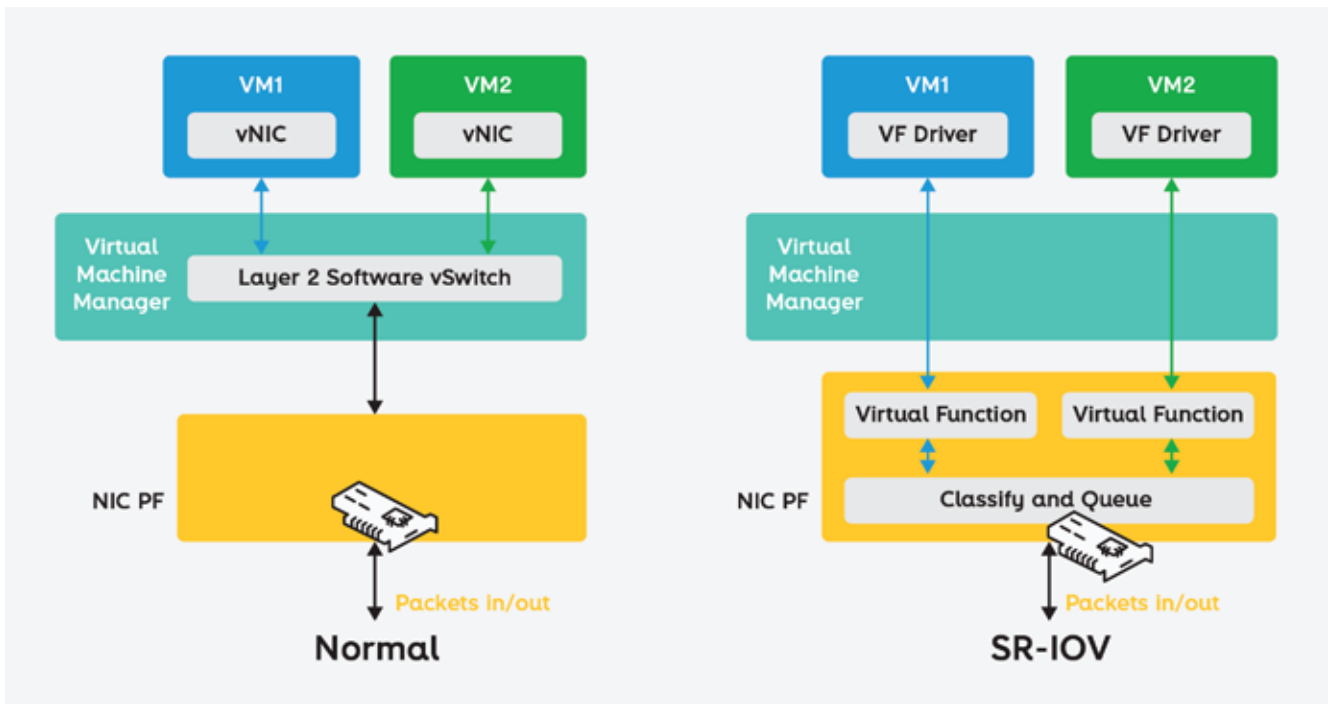 VM1
vNIC
VM2
vNIC
Virtual
Machine
Manager
Layer 2 Software vSwitch
NIC PF
Packets in/out
Normal
VM1
VF Driver
VM2
VF Driver
Virtual
Machine
Manager
Virtual Function
Virtual Function
NIC PF
Classify and Queue
Packets in/out
SR-IOV